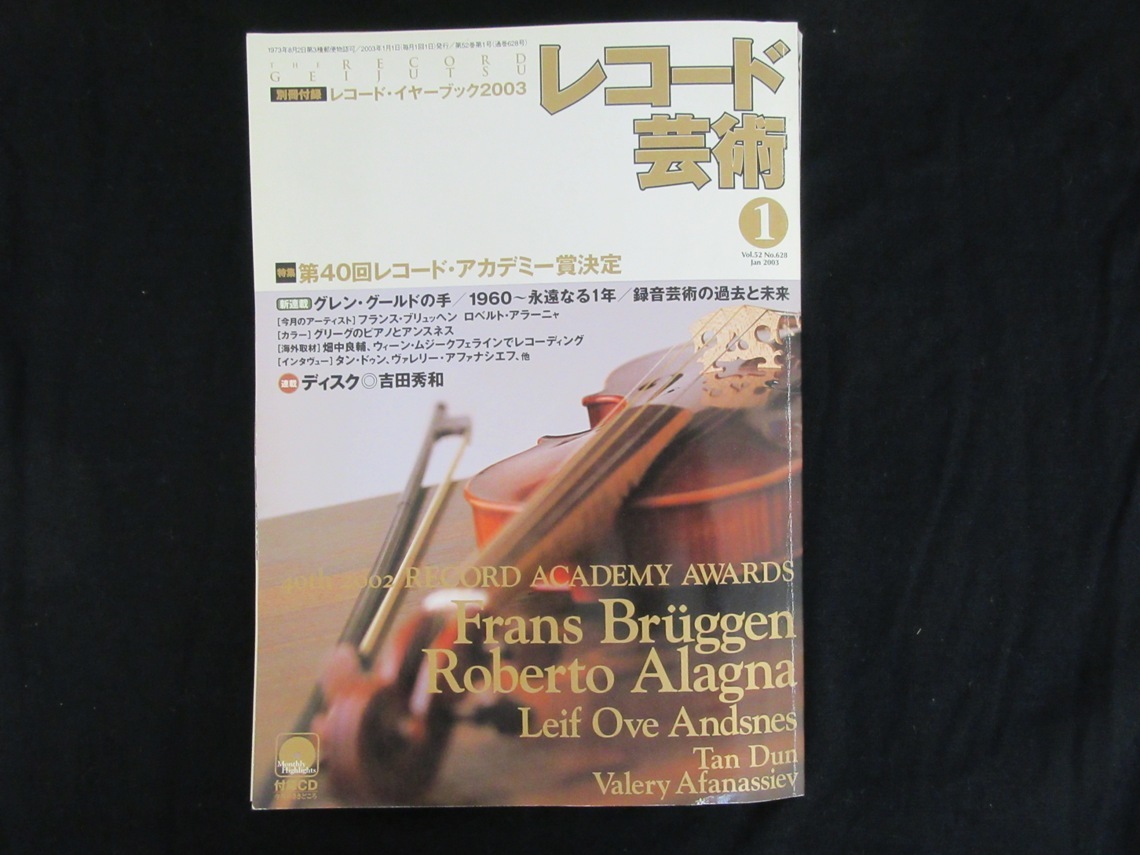 1973年8月2日第3種郵便物認可／2003年1月1日(毎月1回1日)発行／第52巻第1号(通巻628号)
THE RECORD
GEIJUTSU
別冊付録 レコード・イヤーブック2003
レコード
芸術
1
Vol.52 No.628
Jan 2003
特集 第40回レコード・アカデミー賞決定
新連載 グレン・グールドの手／1960～永遠なる1年／録音芸術の過去と未来
[今月のアーティスト] フランス・ブリュッヘン ロベルト・アラーニャ
[カラー] グリーグのピアノとアンスネス
[海外取材] 畑中良輔、ウィーン・ムジークフェラインでレコーディング
[インタヴュー] タン・ドゥン、ヴァレリー・アファナシエフ、他
連載 ディスク◎吉田秀和
40th 2002 RECORD ACADEMY AWARDS
Frans Brüggen
Roberto Alagna
Leif Ove Andsnes
Tan Dun
Valery Afanassiev
Monthly
Highlights
付録CD